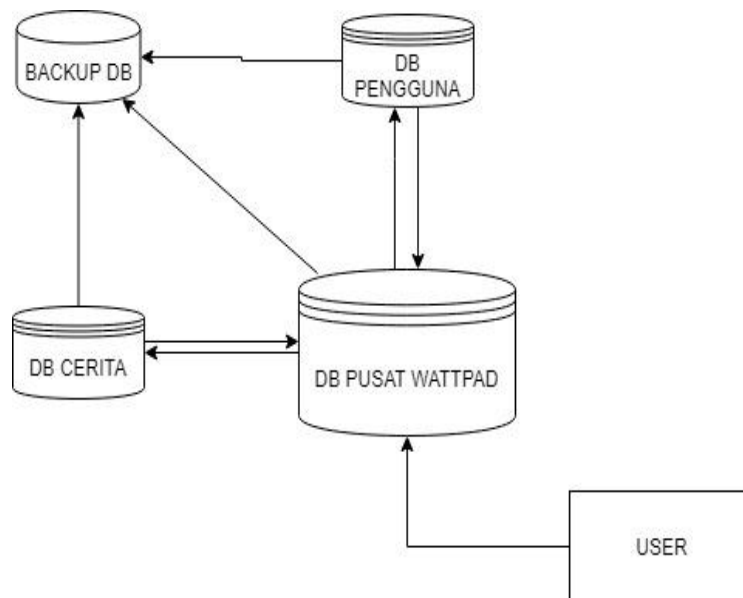 BACKUP DB
DB
PENGGUNA
DB CERITA
DB PUSAT WATTPAD
USER